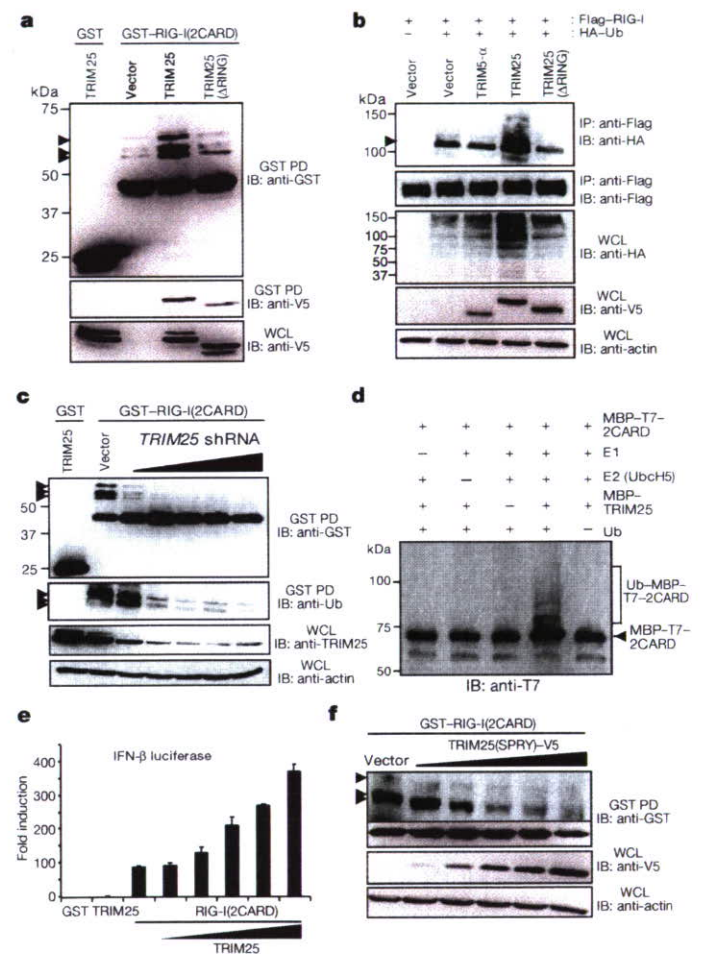 a
GST GST–RIG-I(2CARD)
TRIM25 Vector TRIM25 TRIM25 (ΔRING)
kDa
75
50
37
25
GST PD
IB: anti-GST
GST PD
IB: anti-V5
WCL
IB: anti-V5
b
+ + + + + : Flag–RIG-I
– + + + + : HA–Ub
Vector Vector TRIM5-α TRIM25 TRIM25 (ΔRING)
kDa
150
100
IP: anti-Flag
IB: anti-HA
IP: anti-Flag
IB: anti-Flag
150
100
75
50
37
WCL
IB: anti-HA
WCL
IB: anti-V5
WCL
IB: anti-actin
c
GST GST–RIG-I(2CARD)
TRIM25 Vector TRIM25 shRNA
50
37
25
GST PD
IB: anti-GST
GST PD
IB: anti-Ub
WCL
IB: anti-TRIM25
WCL
IB: anti-actin
d
+ + + + + MBP–T7–
2CARD
– + + + + E1
+ – + + + E2 (UbcH5)
+ + – + + MBP–
TRIM25
+ + + + – Ub
kDa
100
75
50
Ub–MBP–
T7–2CARD
MBP–T7–
2CARD
IB: anti-T7
e
IFN-β luciferase
Fold induction
400
300
200
100
0
GST TRIM25 RIG-I(2CARD)
TRIM25
f
GST–RIG-I(2CARD)
Vector TRIM25(SPRY)–V5
GST PD
IB: anti-GST
WCL
IB: anti-V5
WCL
IB: anti-actin